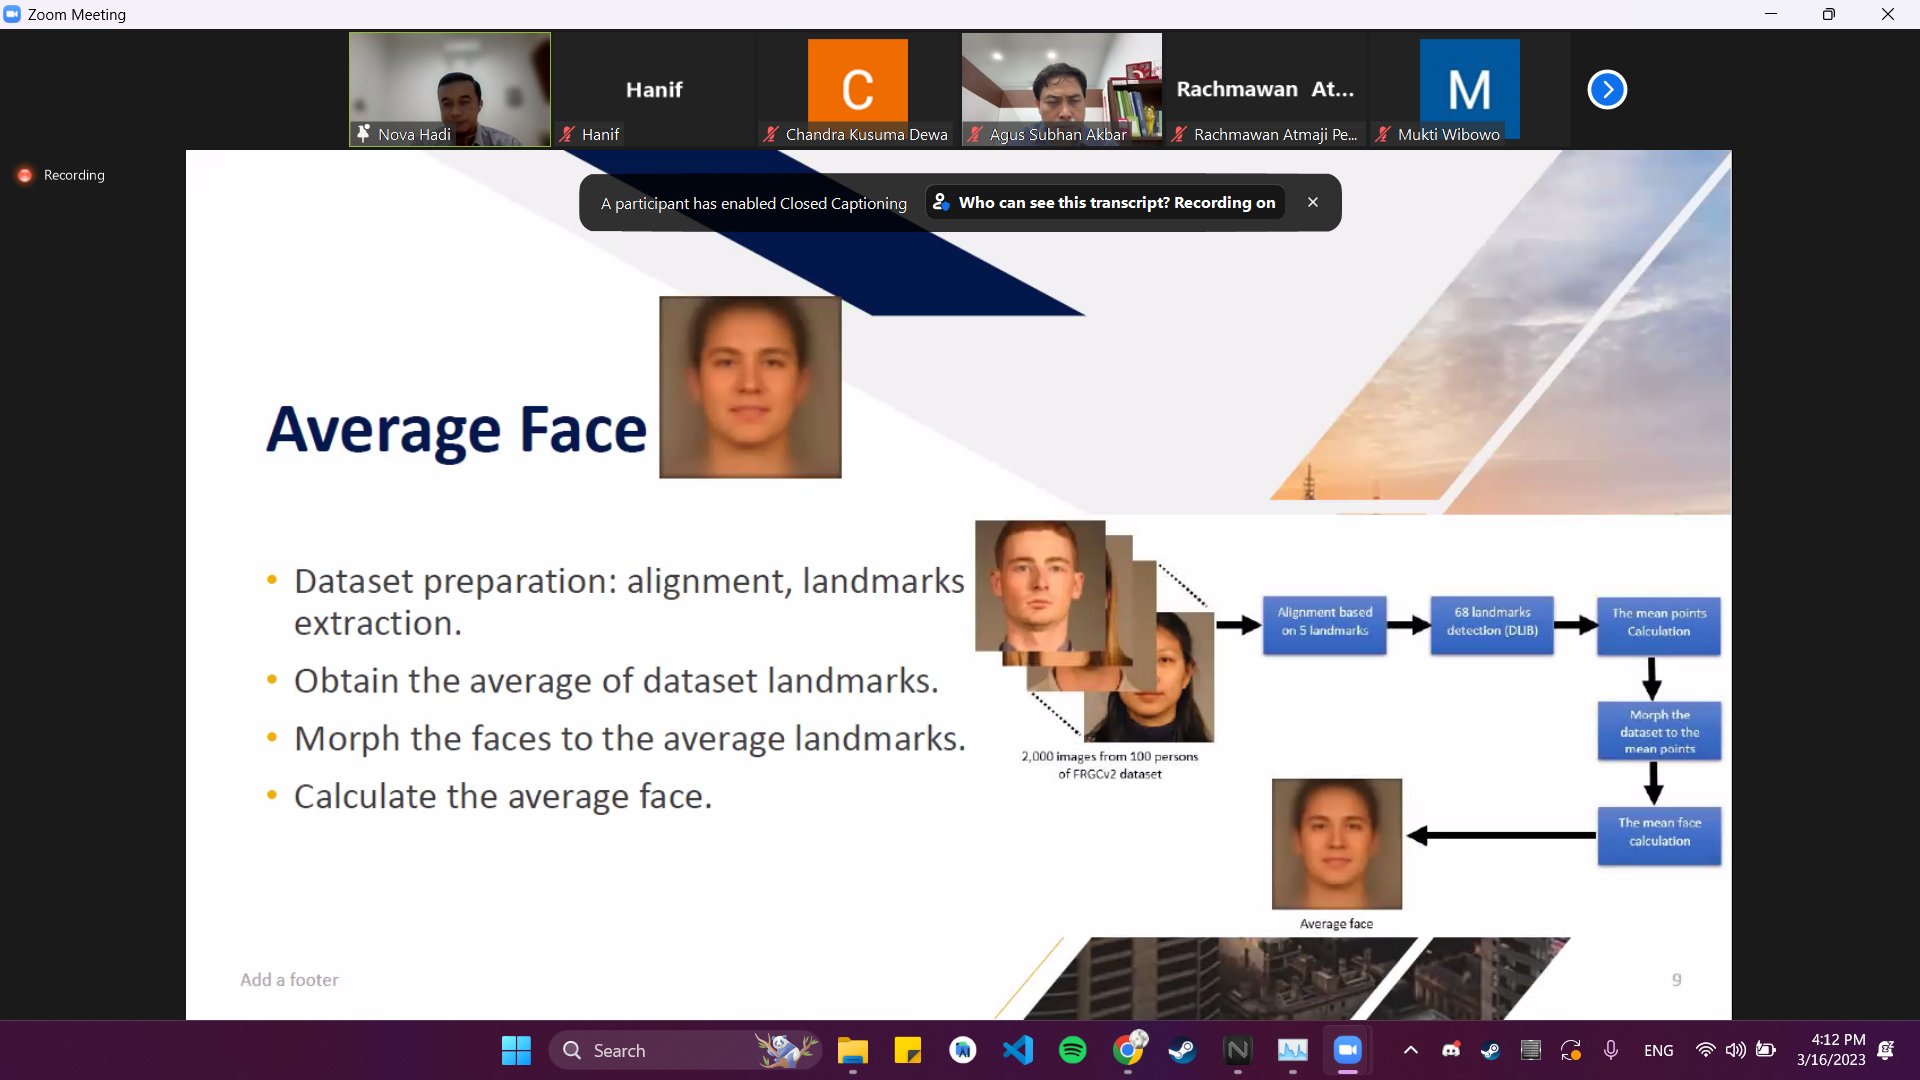 Zoom Meeting
Hanif
C
Rachmawan At...
M
Nova Hadi
Hanif
Chandra Kusuma Dewa
Agus Subhan Akbar
Rachmawan Atmaji Pe...
Mukti Wibowo
Recording
A participant has enabled Closed Captioning
Who can see this transcript? Recording on
Average Face
• Dataset preparation: alignment, landmarks
extraction.
• Obtain the average of dataset landmarks.
• Morph the faces to the average landmarks.
• Calculate the average face.
2,000 images from 100 persons
of FRGCv2 dataset
Alignment based
on 5 landmarks
68 landmarks
detection (DLIB)
The mean points
Calculation
Morph the
dataset to the
mean points
The mean face
calculation
Average face
Add a footer
9
Search
ENG
4:12 PM
3/16/2023